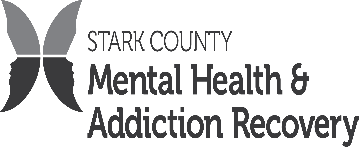 STARK COUNTY
Mental Health &
Addiction Recovery